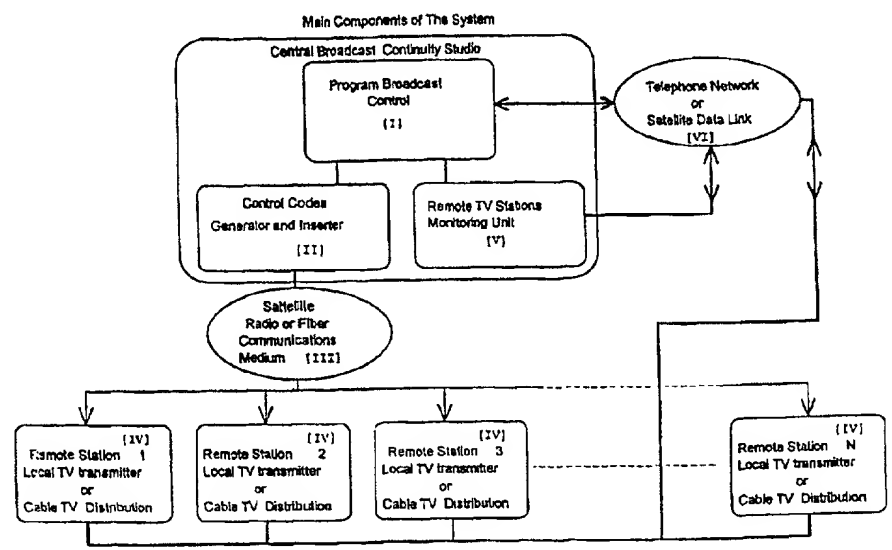 Main Components of The System
Central Broadcast Continuity Studio
Program Broadcast
Control
[I]
Telephone Network
or
Satellite Data Link
[VI]
Control Codes
Generator and Inserter
[II]
Remote TV Stations
Monitoring Unit
[V]
Satellite
Radio or Fiber
Communications
Medium [III]
[IV]
Remote Station 1
Local TV transmitter
or
Cable TV Distribution
[IV]
Remote Station 2
Local TV transmitter
or
Cable TV Distribution
[IV]
Remote Station 3
Local TV transmitter
or
Cable TV Distribution
[IV]
Remote Station N
Local TV transmitter
or
Cable TV Distribution